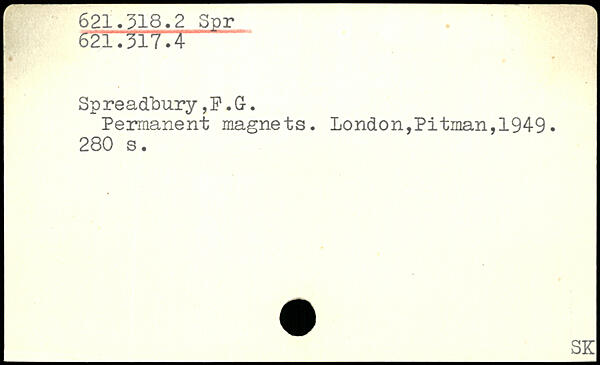 621.318.2 Spr
621.317.4
Spreadbury,F.G.
Permanent magnets. London,Pitman,1949.
280 s.
SK